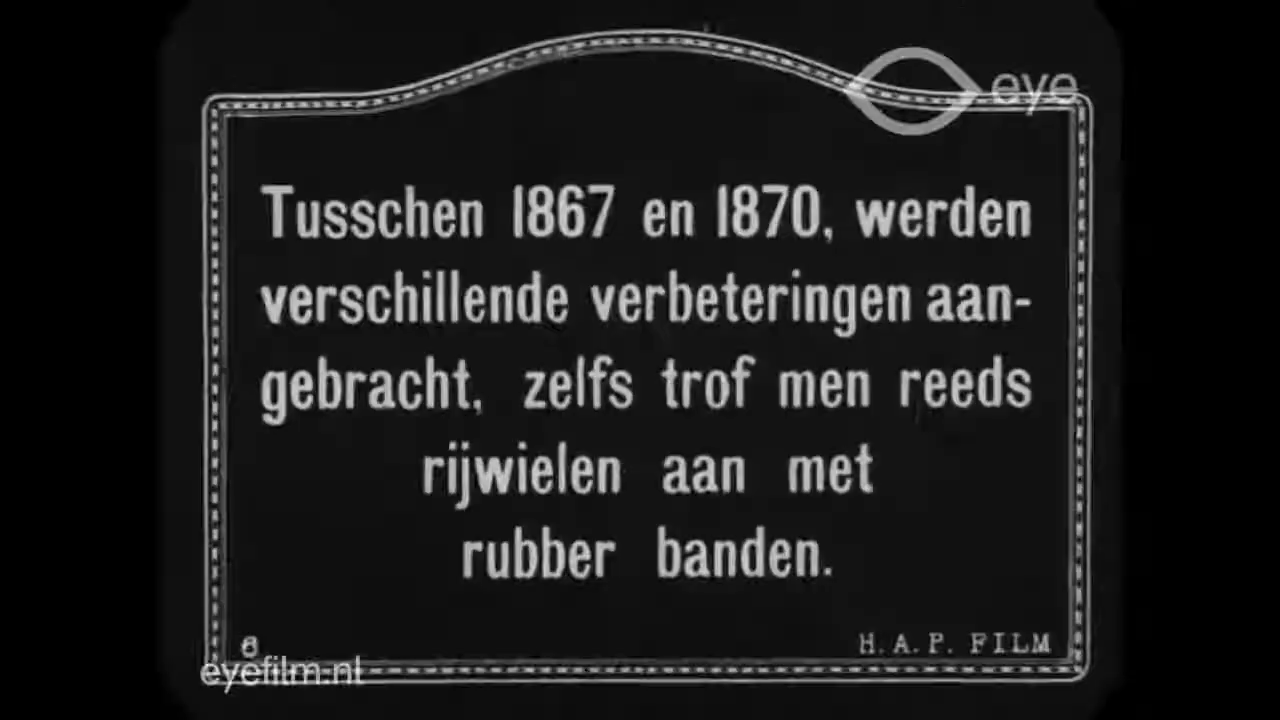 eye
Tusschen 1867 en 1870, werden
verschillende verbeteringen aan-
gebracht, zelfs trof men reeds
rijwielen aan met
rubber banden.
6
H.A.P. FILM
eyefilm.nl